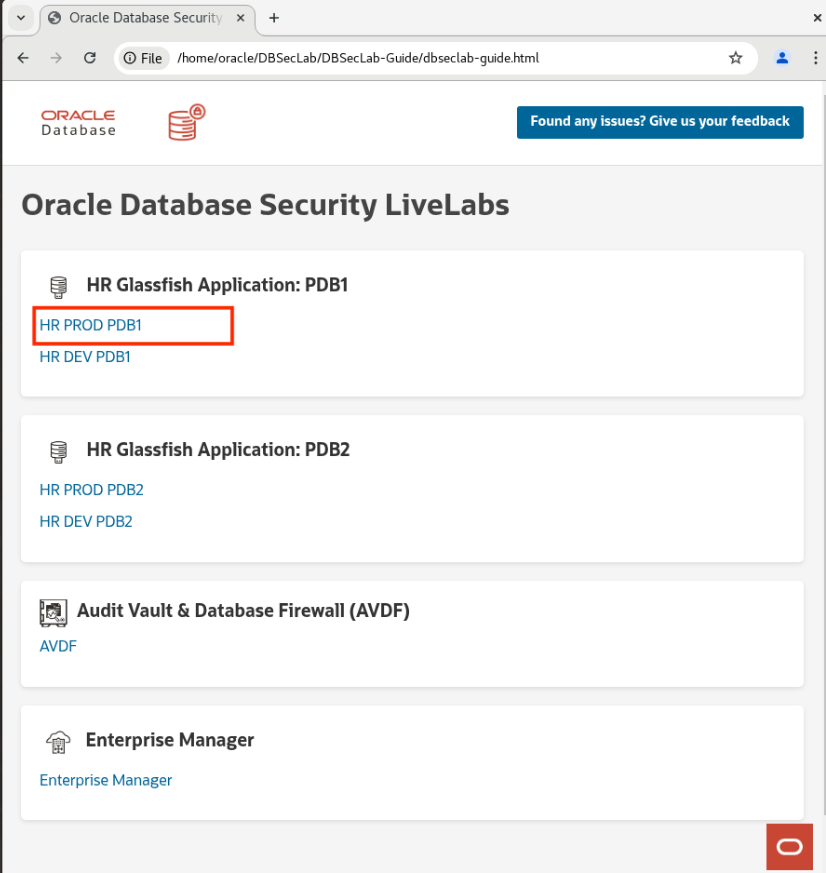 Oracle Database Security
File /home/oracle/DBSecLab/DBSecLab-Guide/dbseclab-guide.html
ORACLE
Database
Found any issues? Give us your feedback
Oracle Database Security LiveLabs
HR Glassfish Application: PDB1
HR PROD PDB1
HR DEV PDB1
HR Glassfish Application: PDB2
HR PROD PDB2
HR DEV PDB2
Audit Vault & Database Firewall (AVDF)
AVDF
Enterprise Manager
Enterprise Manager